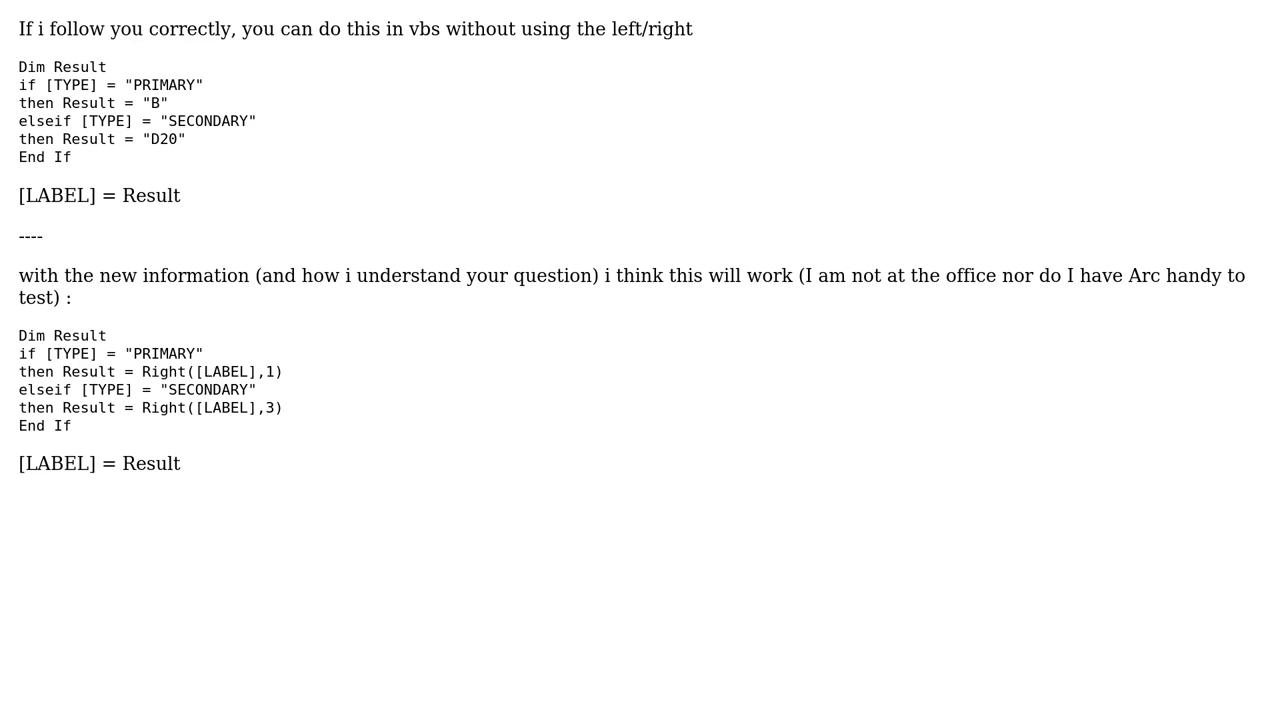 If i follow you correctly, you can do this in vbs without using the left/right
Dim Result
if [TYPE] = "PRIMARY"
then Result = "B"
elseif [TYPE] = "SECONDARY"
then Result = "D20"
End If
[LABEL] = Result
----
with the new information (and how i understand your question) i think this will work (I am not at the office nor do I have Arc handy to
test) :
Dim Result
if [TYPE] = "PRIMARY"
then Result = Right([LABEL],1)
elseif [TYPE] = "SECONDARY"
then Result = Right([LABEL],3)
End If
[LABEL] = Result